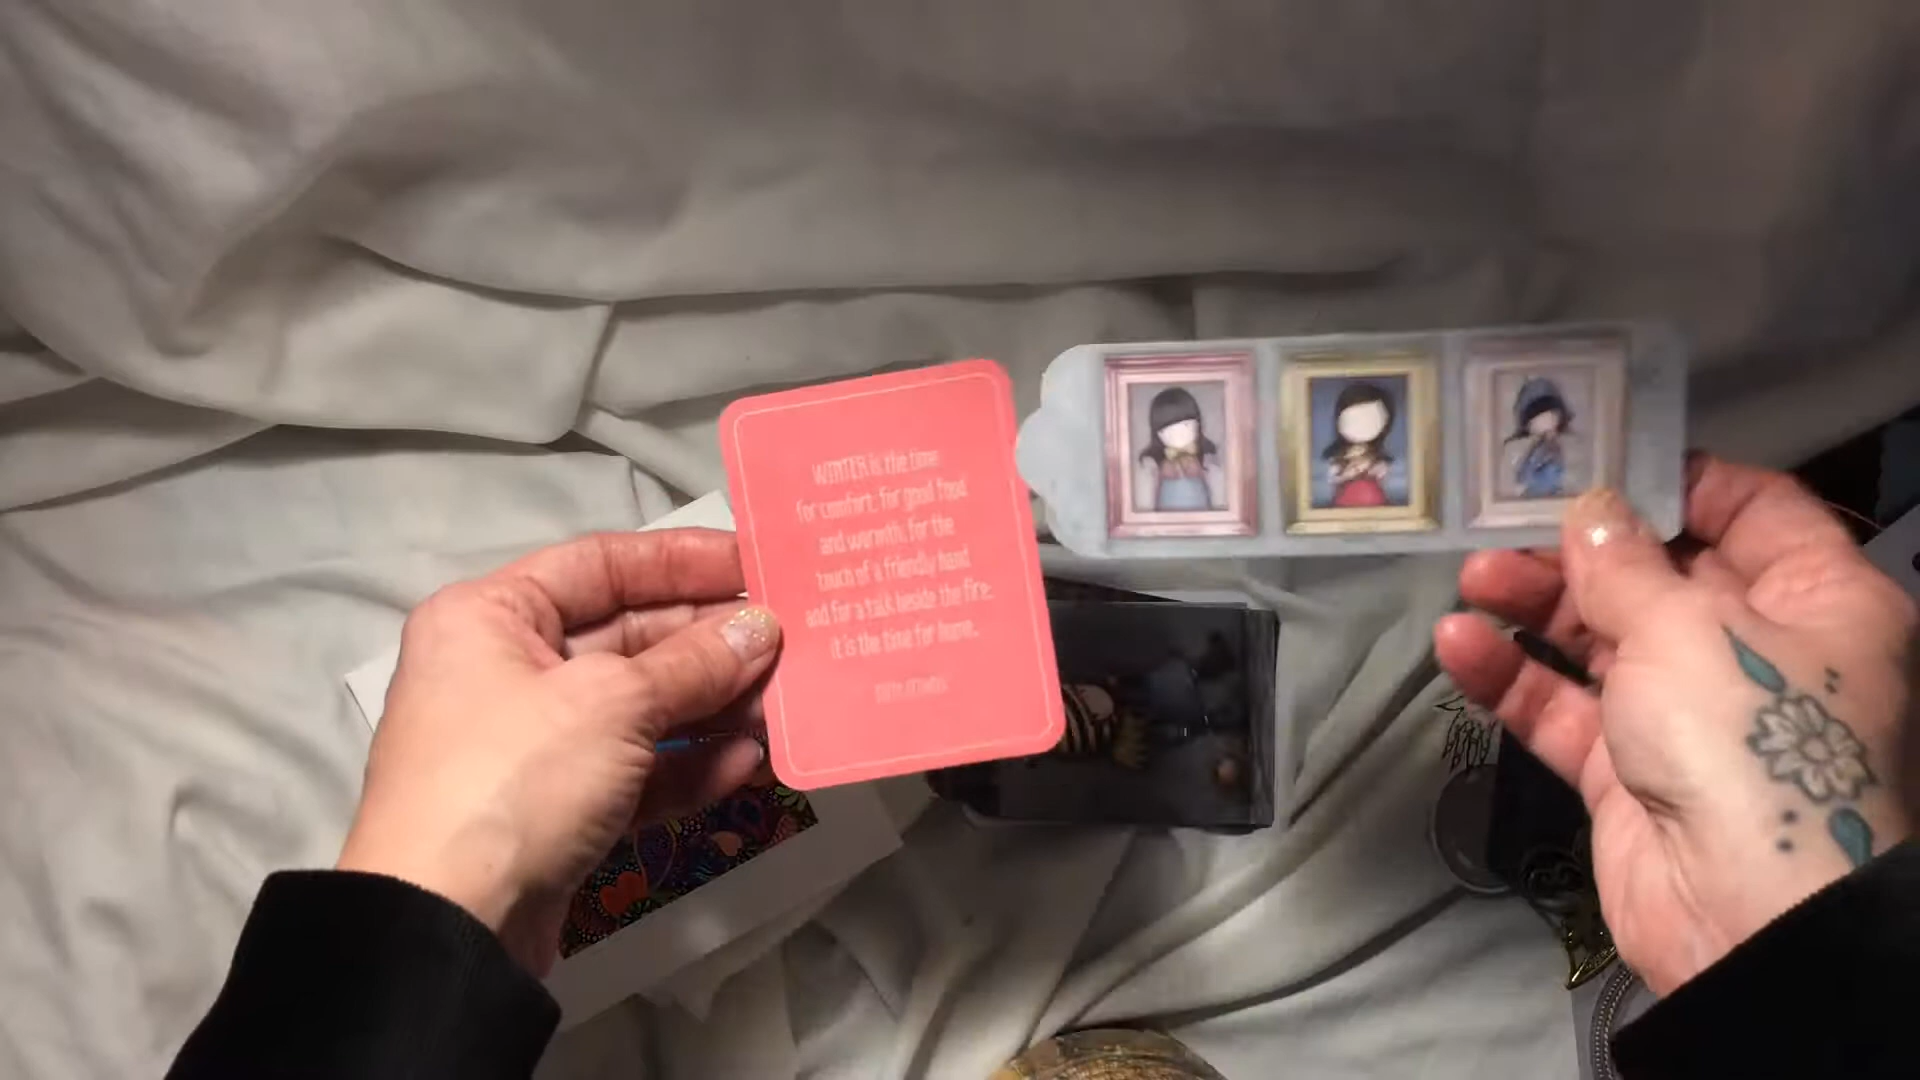 WINTER is the time
for comfort, for good food
and warmth, for the
touch of a friendly hand
and for a talk beside the fire:
it is the time for home.